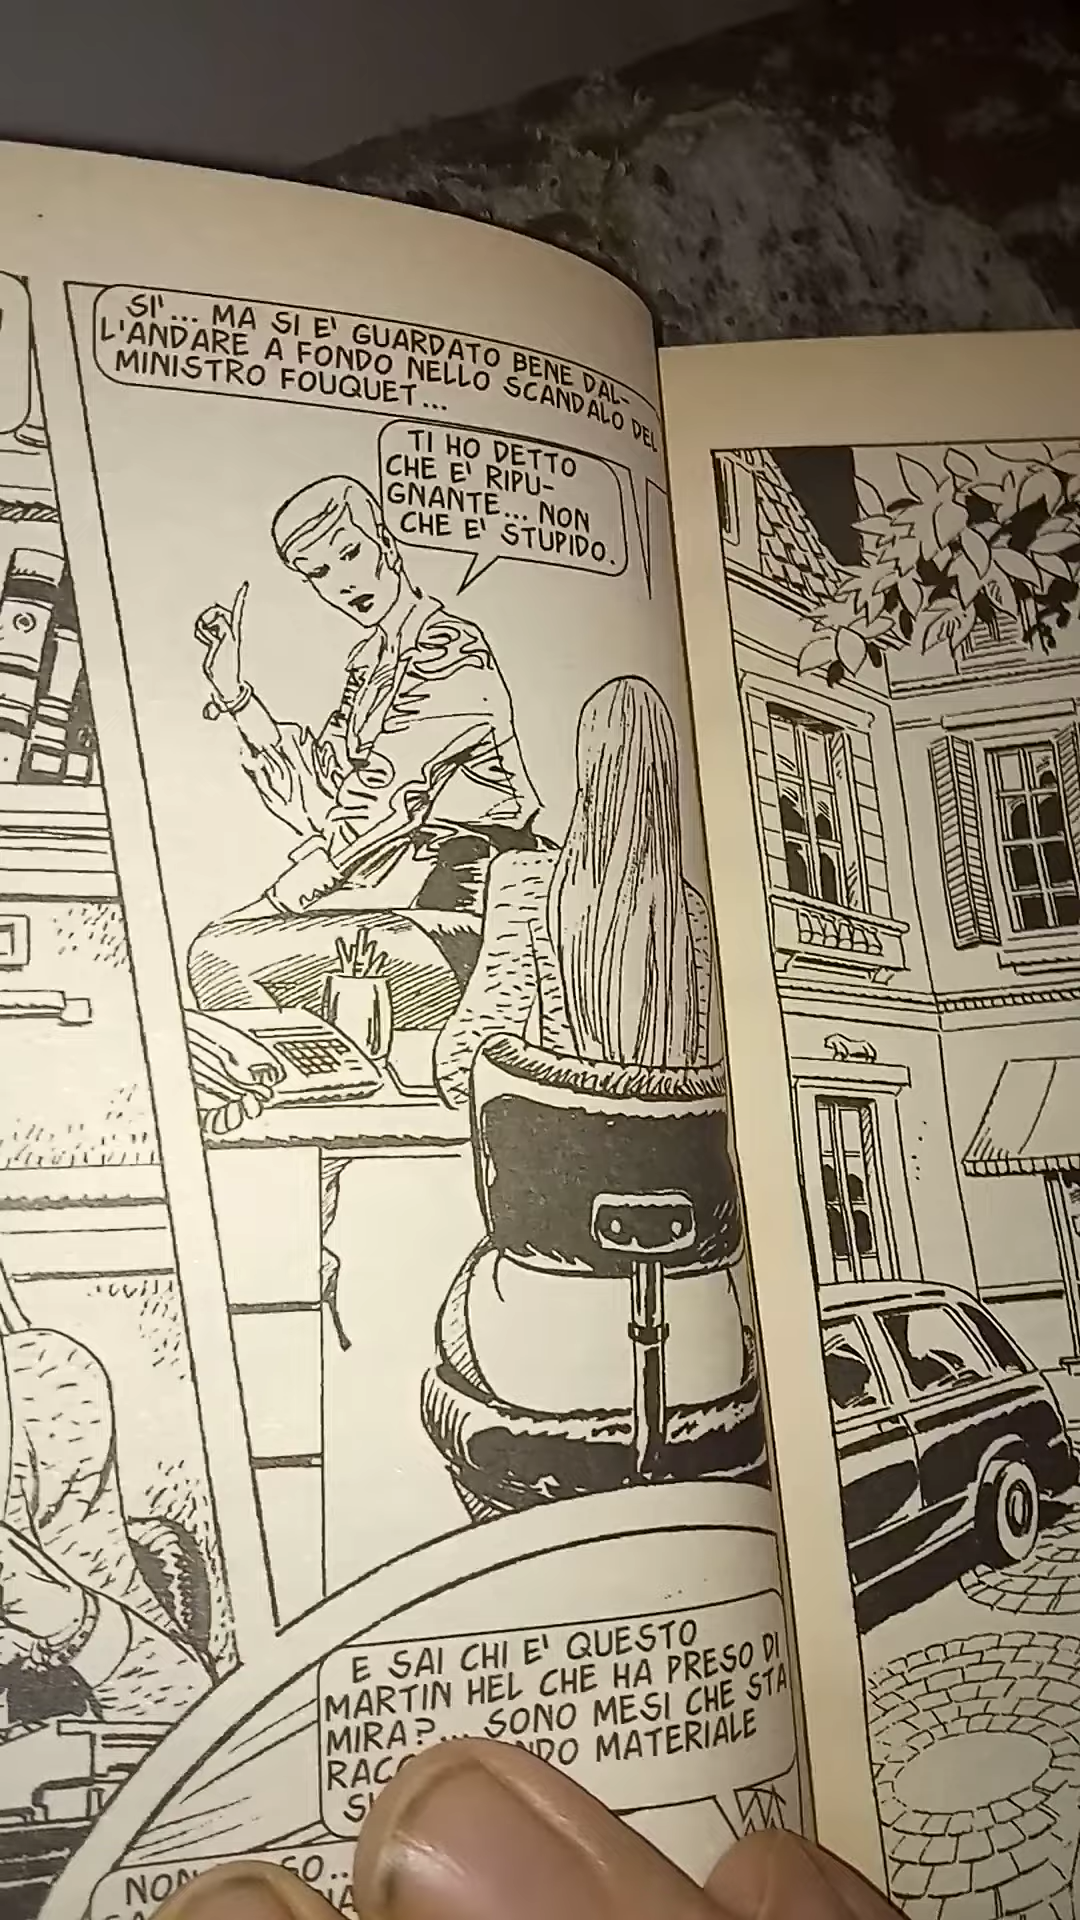 SI'... MA SI E' GUARDATO BENE DAL-
L'ANDARE A FONDO NELLO SCANDALO DEL
MINISTRO FOUQUET...
TI HO DETTO
CHE E' RIPU-
GNANTE... NON
CHE E' STUPIDO.
E SAI CHI E' QUESTO
MARTIN HEL CHE HA PRESO DI
MIRA?... SONO MESI CHE STA
MATERIALE